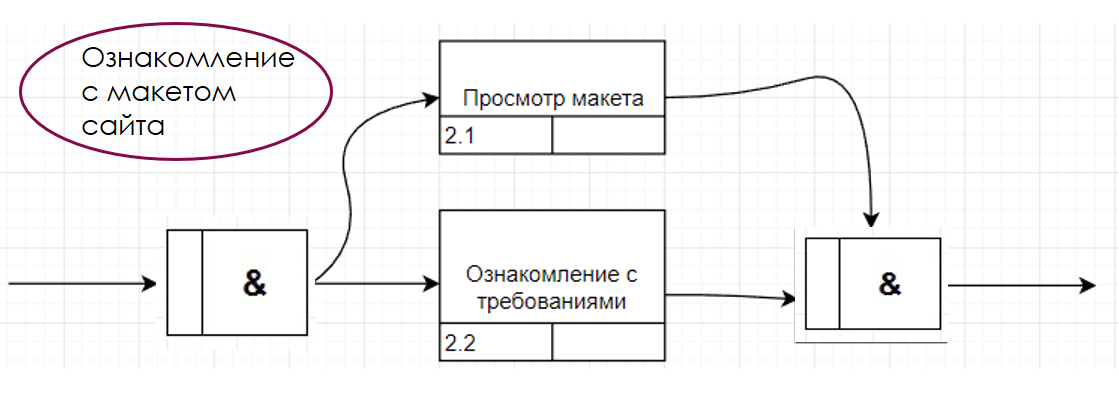 Ознакомление
с макетом
сайта
Просмотр макета
2.1
&
Ознакомление с
требованиями
2.2
&